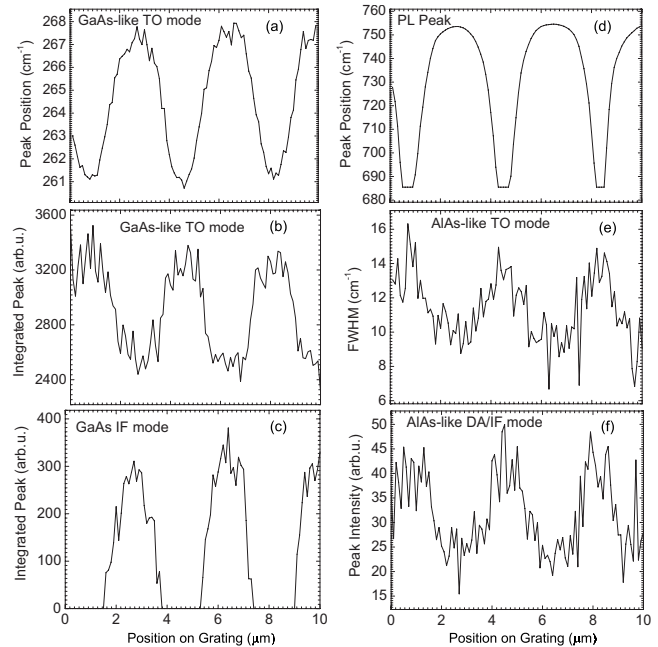 GaAs-like TO mode
(a)
Peak Position (cm⁻¹)
268
267
266
265
264
263
262
261
PL Peak
(d)
Peak Position (cm⁻¹)
760
750
740
730
720
710
700
690
680
GaAs-like TO mode
(b)
Integrated Peak (arb.u.)
3600
3200
2800
2400
AlAs-like TO mode
(e)
FWHM (cm⁻¹)
16
14
12
10
8
6
GaAs IF mode
(c)
Integrated Peak (arb.u.)
400
300
200
100
0
0 2 4 6 8 10
Position on Grating (μm)
AlAs-like DA/IF mode
(f)
Peak Intensity (arb.u.)
50
45
40
35
30
25
20
15
0 2 4 6 8 10
Position on Grating (μm)